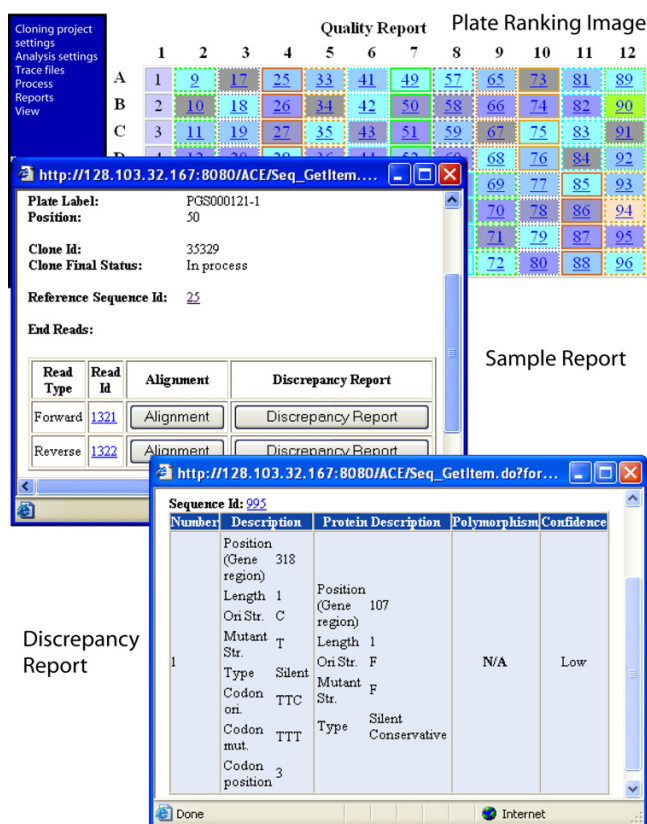 Cloning project
settings
Analysis settings
Trace files
Process
Reports
View
Quality Report
Plate Ranking Image
1 2 3 4 5 6 7 8 9 10 11 12
A 1 9 17 25 33 41 49 57 65 73 81 89
B 2 10 18 26 34 42 50 58 66 74 82 90
C 3 11 19 27 35 43 51 59 67 75 83 91
68 76 84 92
69 77 85 93
70 78 86 94
71 79 87 95
72 80 88 96
http://128.103.32.167:8080/ACE/Seq_GetItem....
Plate Label: PGS000121-1
Position: 50
Clone Id: 35329
Clone Final Status: In process
Reference Sequence Id: 25
End Reads:
Read Type Read Id Alignment Discrepancy Report
Forward 1321 Alignment Discrepancy Report
Reverse 1322 Alignment Discrepancy Report
Sample Report
http://128.103.32.167:8080/ACE/Seq_GetItem.do?for...
Sequence Id: 995
Number Description Protein Description Polymorphism Confidence
1
Position (Gene region) 318
Length 1
Ori Str. C
Mutant Str. T
Type Silent
Codon ori. TTC
Codon mut. TTT
Codon position 3
Position (Gene region) 107
Length 1
Ori Str. F
Mutant Str. F
Type Silent Conservative
N/A
Low
Discrepancy
Report
Done
Internet